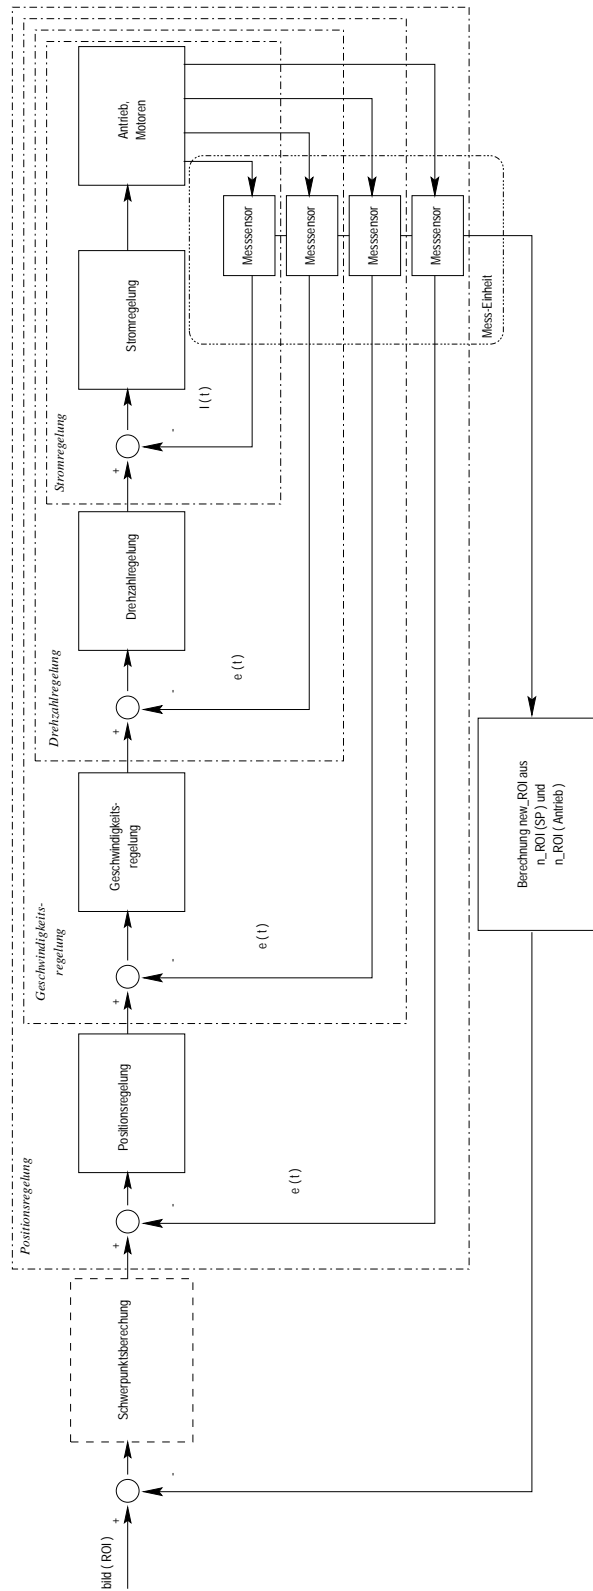 bild ( ROI )
+
-
Schwerpunktsberechung
Positionsregelung
+
-
e ( t )
Positionsregelung
Geschwindigkeits-
regelung
+
-
e ( t )
Geschwindigkeits-
regelung
Drehzahlregelung
+
-
e ( t )
Drehzahlregelung
Stromregelung
+
-
I ( t )
Stromregelung
Antrieb,
Motoren
Messsensor
Messsensor
Messsensor
Messsensor
Mess-Einheit
Berechnung new_ROI aus
n_ROI (SP ) und
n_ROI ( Antrieb )